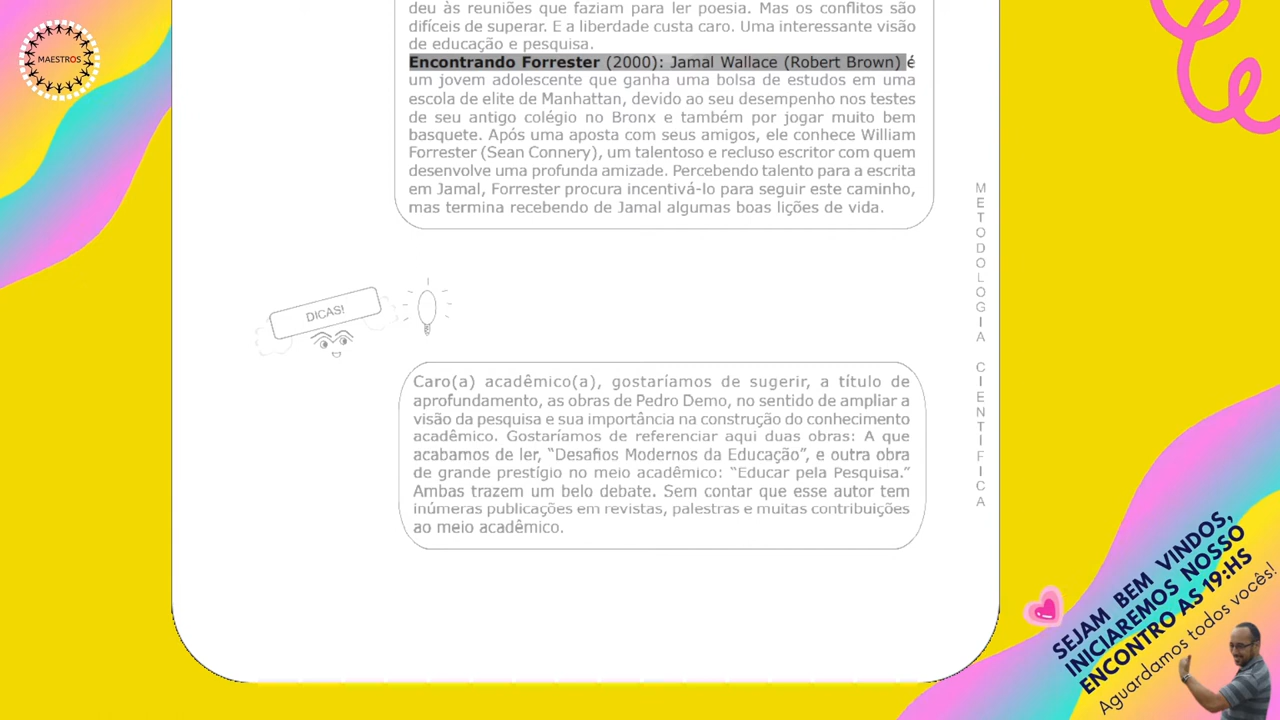 MAESTROS
deu às reuniões que faziam para ler poesia. Mas os conflitos são
difíceis de superar. E a liberdade custa caro. Uma interessante visão
de educação e pesquisa.
Encontrando Forrester (2000): Jamal Wallace (Robert Brown) é
um jovem adolescente que ganha uma bolsa de estudos em uma
escola de elite de Manhattan, devido ao seu desempenho nos testes
de seu antigo colégio no Bronx e também por jogar muito bem
basquete. Após uma aposta com seus amigos, ele conhece William
Forrester (Sean Connery), um talentoso e recluso escritor com quem
desenvolve uma profunda amizade. Percebendo talento para a escrita
em Jamal, Forrester procura incentivá-lo para seguir este caminho,
mas termina recebendo de Jamal algumas boas lições de vida.
METODOLOGIA CIENTIFICA
DICAS!
Caro(a) acadêmico(a), gostaríamos de sugerir, a título de
aprofundamento, as obras de Pedro Demo, no sentido de ampliar a
visão da pesquisa e sua importância na construção do conhecimento
acadêmico. Gostaríamos de referenciar aqui duas obras: A que
acabamos de ler, “Desafios Modernos da Educação”, e outra obra
de grande prestígio no meio acadêmico: “Educar pela Pesquisa.”
Ambas trazem um belo debate. Sem contar que esse autor tem
inúmeras publicações em revistas, palestras e muitas contribuições
ao meio acadêmico.
SEJAM BEM VINDOS,
INICIAREMOS NOSSO
ENCONTRO AS 19:HS
Aguardamos todos vocês!